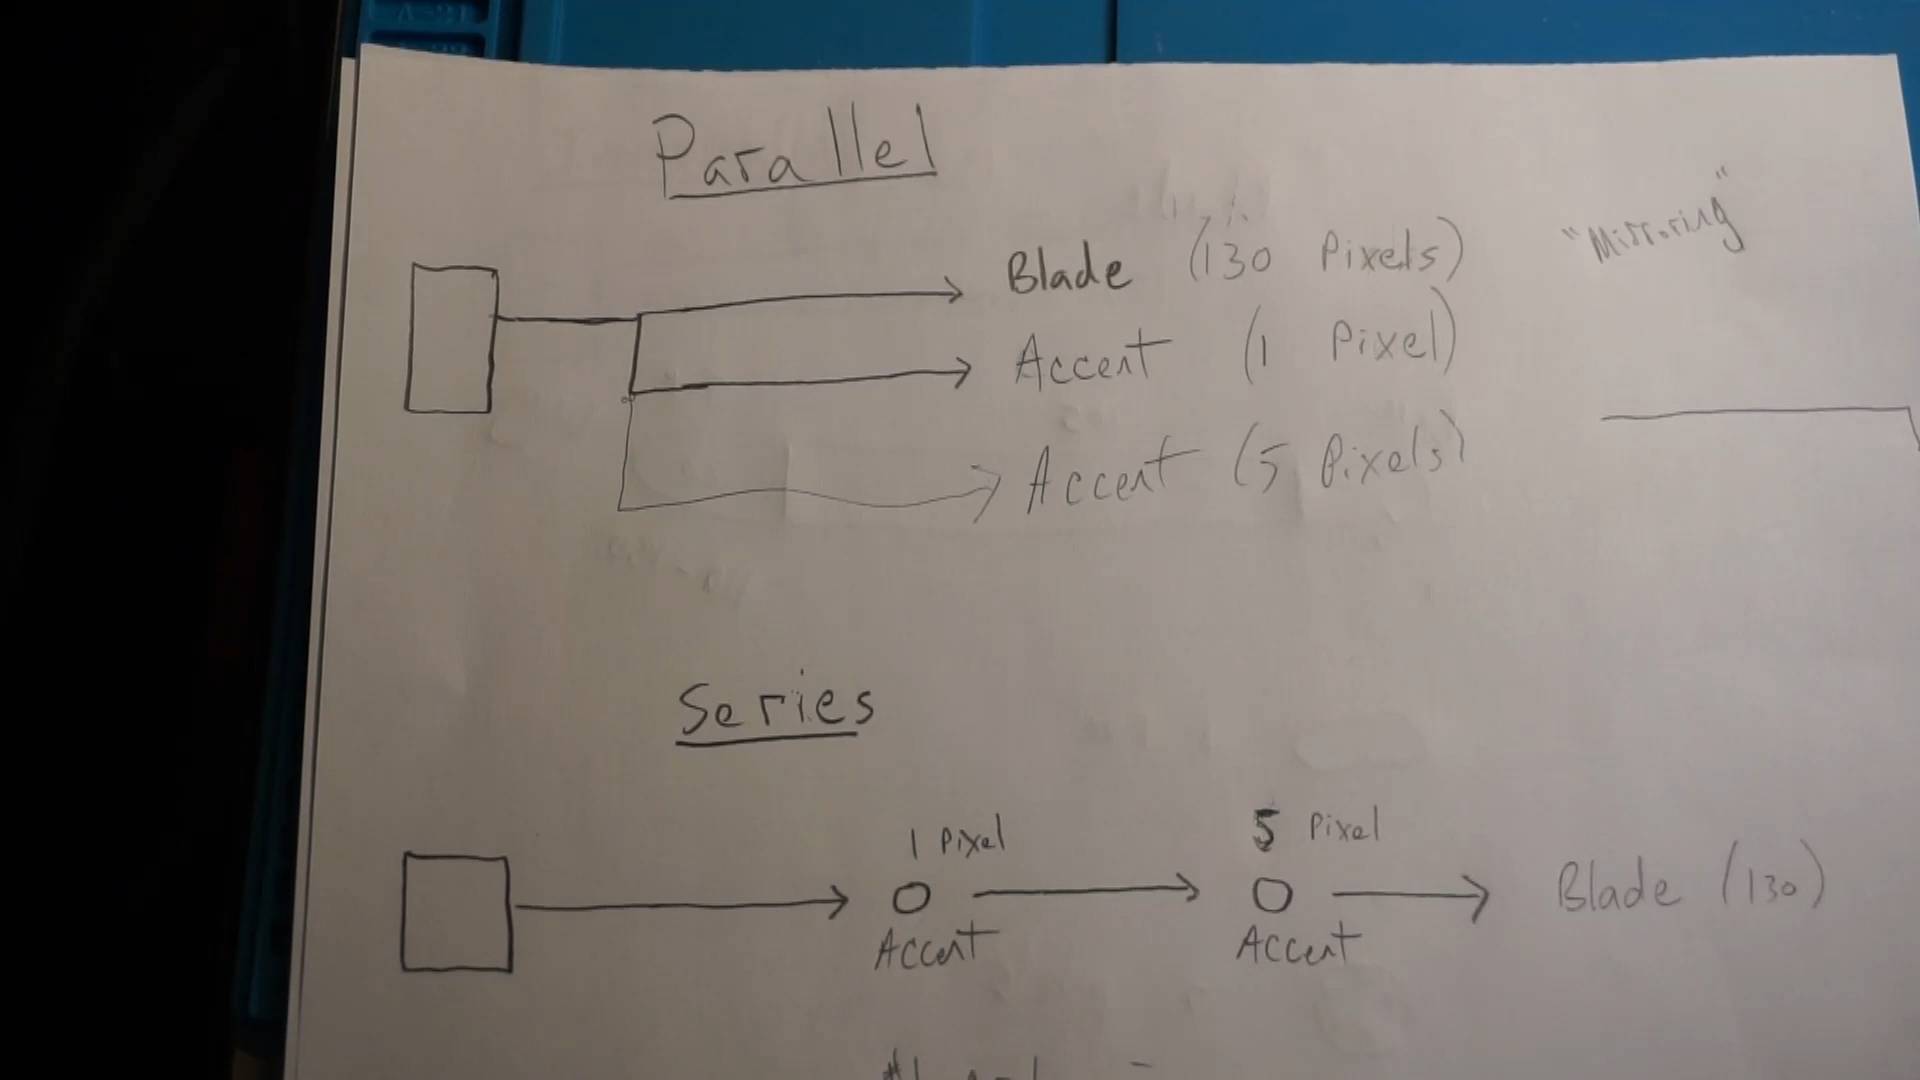 Parallel
Blade (130 Pixels)
"Mirroring"
Accent (1 Pixel)
Accent (5 Pixels)
Series
1 Pixel
5 Pixel
Accent
Accent
Blade (130)